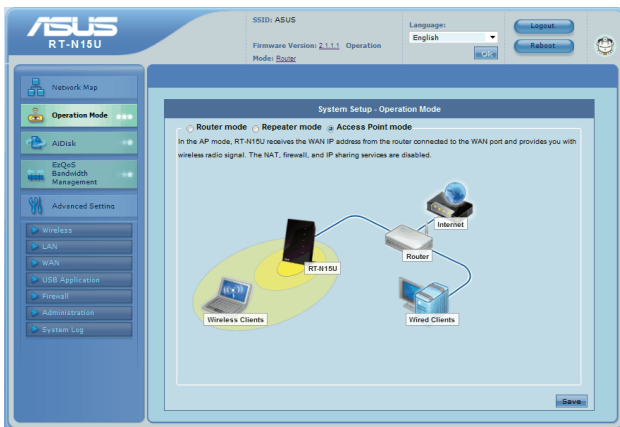 ASUS
RT-N15U
SSID: ASUS
Firmware Version: 2.1.1.1 Operation
Mode: Router
Language:
English
OK
Logout
Reboot
Network Map
Operation Mode
AiDisk
EzQoS
Bandwidth
Management
Advanced Setting
Wireless
LAN
WAN
USB Application
Firewall
Administration
System Log
System Setup - Operation Mode
Router mode Repeater mode Access Point mode
In the AP mode, RT-N15U receives the WAN IP address from the router connected to the WAN port and provides you with
wireless radio signal. The NAT, firewall, and IP sharing services are disabled.
Internet
Router
RT-N15U
Wireless Clients
Wired Clients
Save